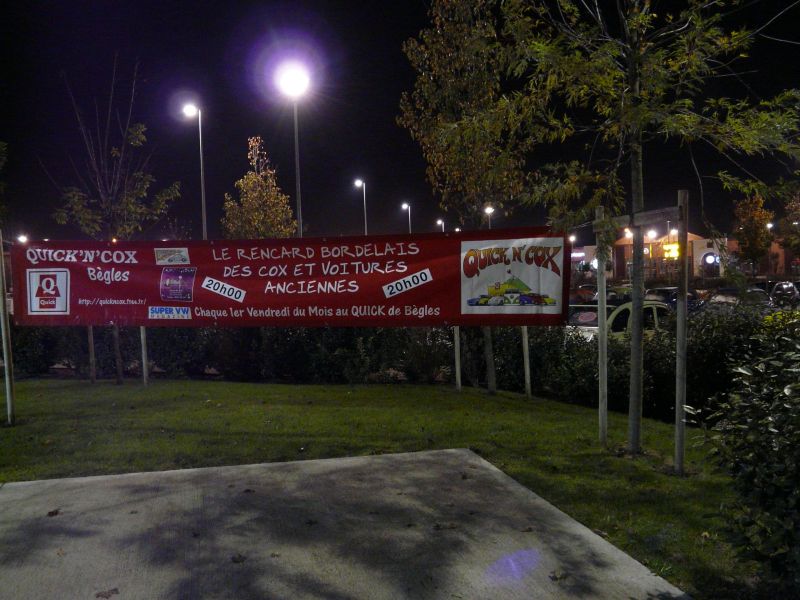 QUICK'N'COX
Bègles
Q
Quick
http://quickncox.free.fr/
SUPER VW
MAGAZINE
LE RENCARD BORDELAIS
DES COX ET VOITURES
ANCIENNES
20h00
20h00
Chaque 1er Vendredi du Mois au QUICK de Bègles
QUICK N' COX